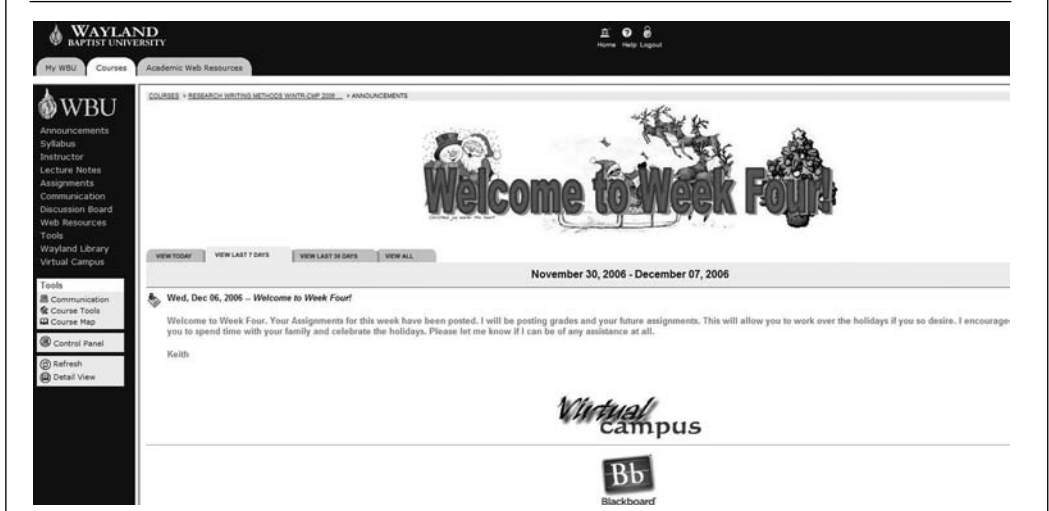 WAYLAND
BAPTIST UNIVERSITY
Home Help Logout
My WBU Courses Academic Web Resources
WBU
COURSES > RESEARCH WRITING METHODS WINTR-CMP 2006 ... > ANNOUNCEMENTS
Announcements
Syllabus
Instructor
Lecture Notes
Assignments
Communication
Discussion Board
Web Resources
Tools
Wayland Library
Virtual Campus
Tools
Communication
Course Tools
Course Map
Control Panel
Refresh
Detail View
Welcome to Week Four!
VIEW TODAY VIEW LAST 7 DAYS VIEW LAST 30 DAYS VIEW ALL
November 30, 2006 - December 07, 2006
Wed, Dec 06, 2006 -- Welcome to Week Four!
Welcome to Week Four. Your Assignments for this week have been posted. I will be posting grades and your future assignments. This will allow you to work over the holidays if you so desire. I encourage
you to spend time with your family and celebrate the holidays. Please let me know if I can be of any assistance at all.
Keith
Virtual
campus
Bb
Blackboard